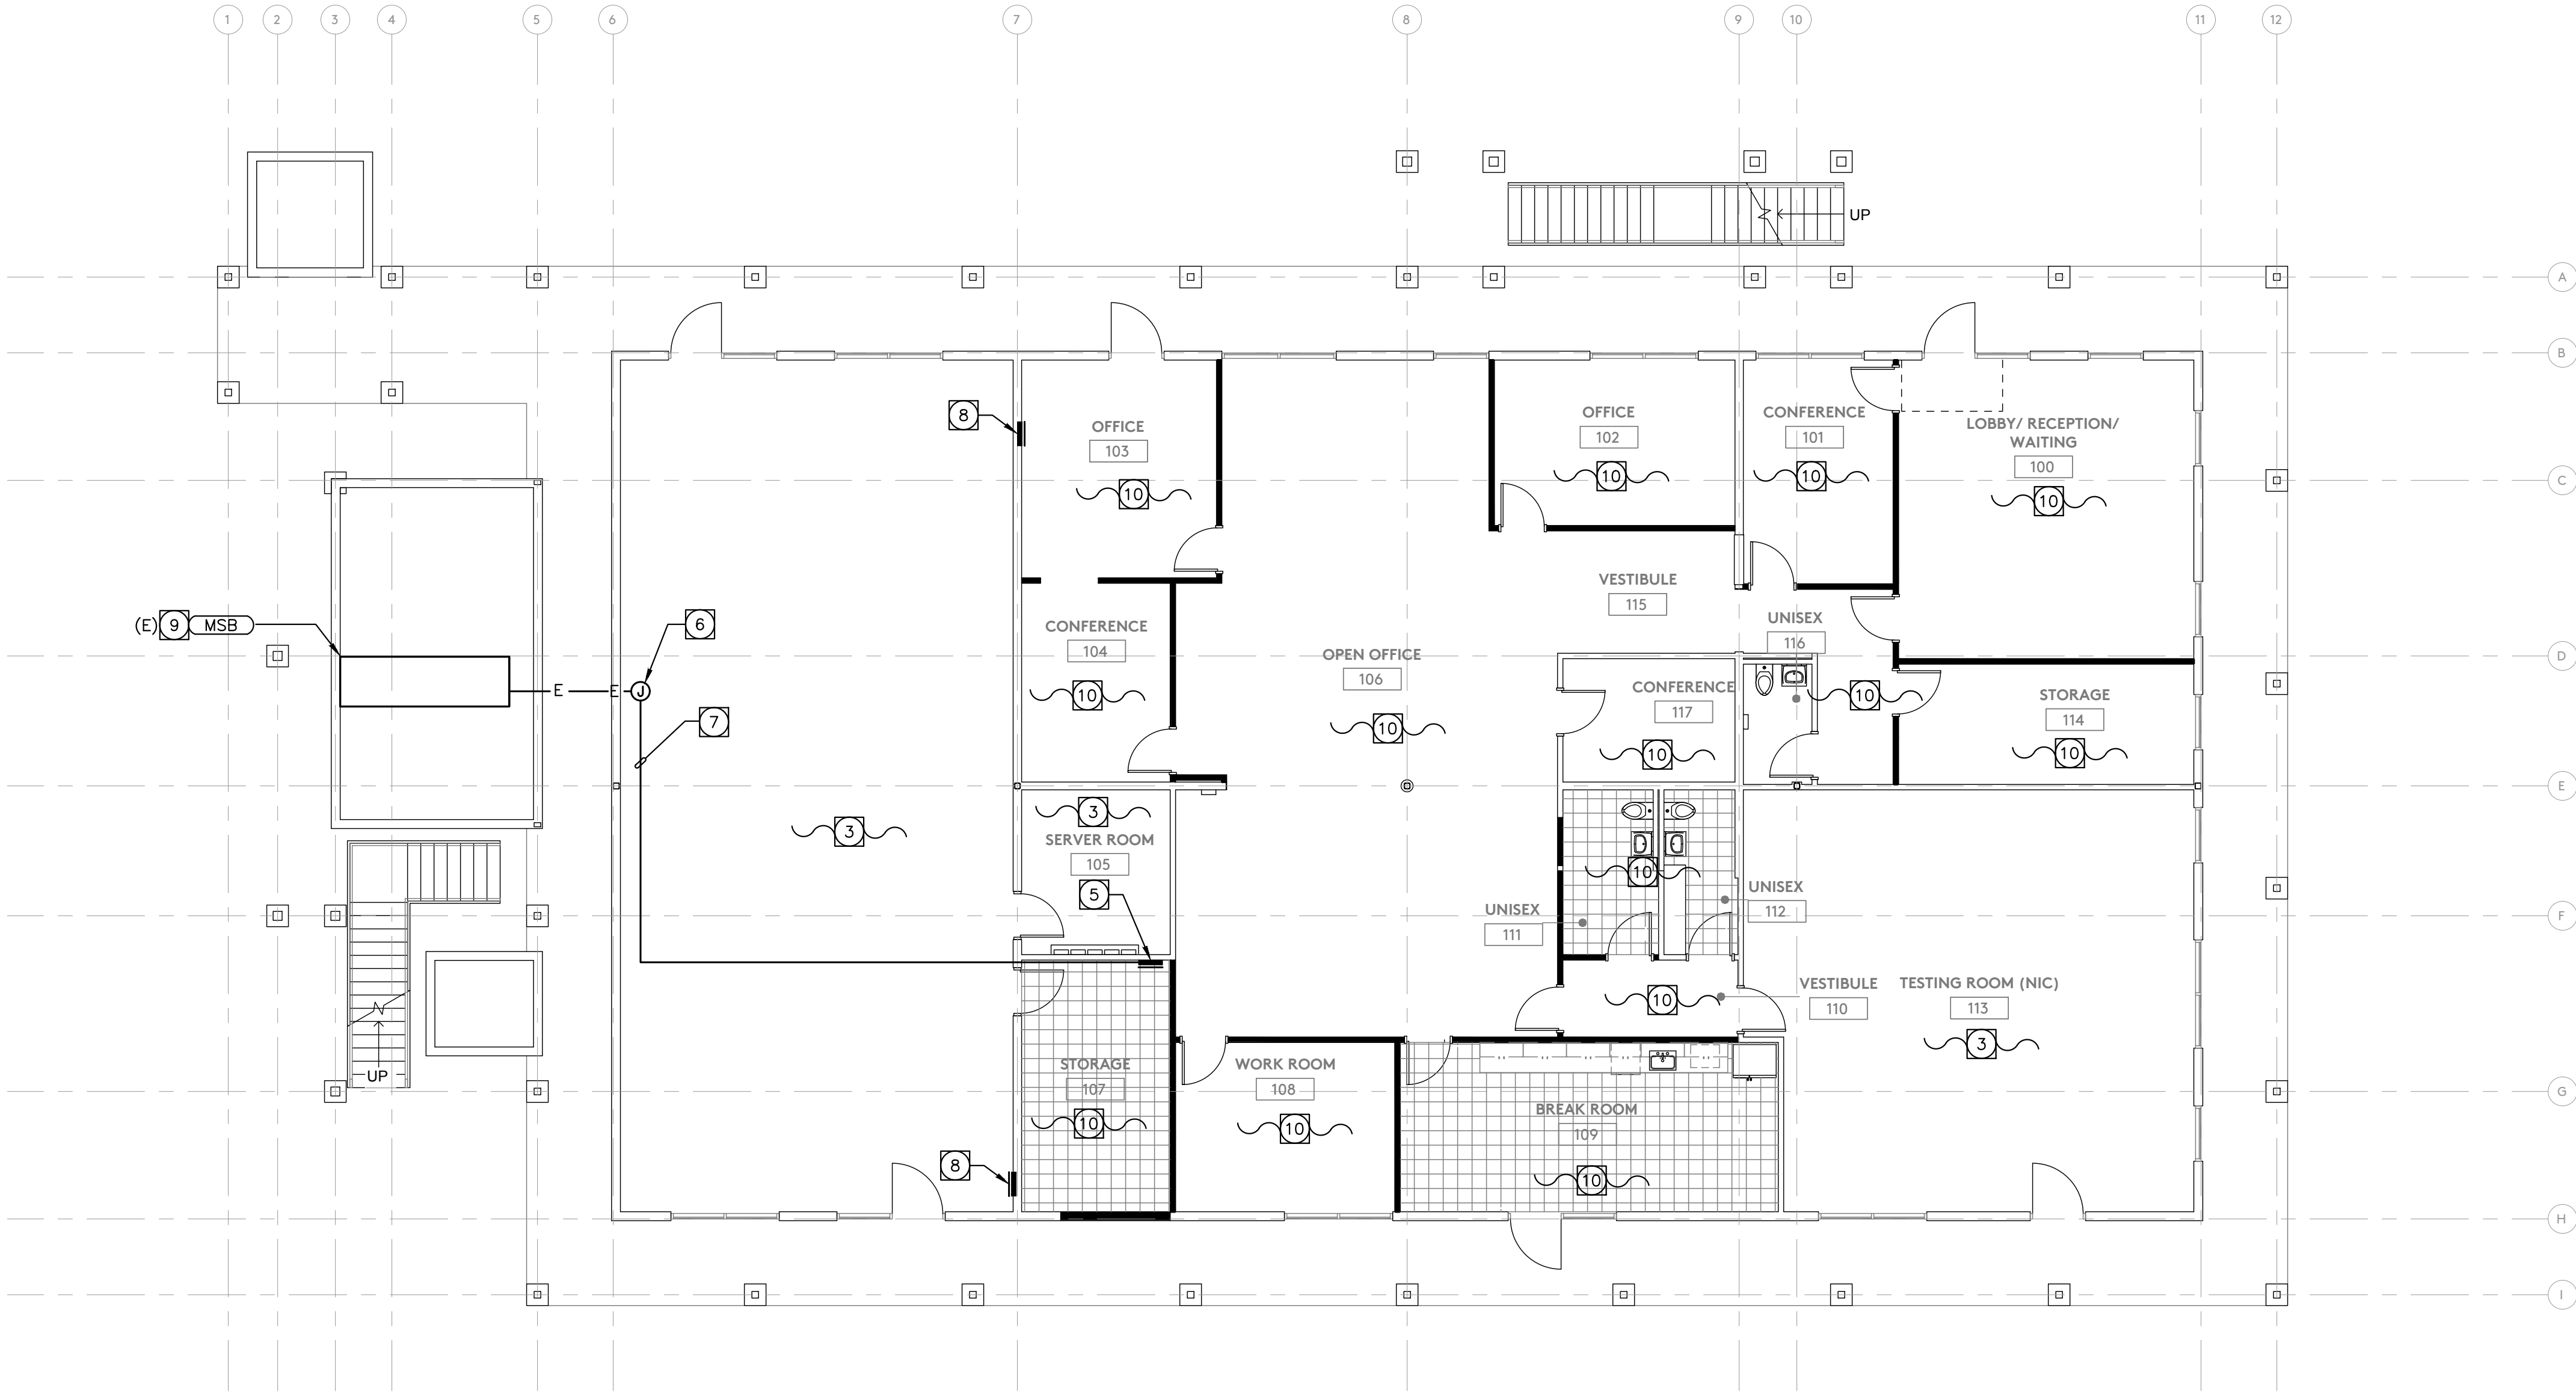 1 2 3 4 5 6 7 8 9 10 11 12
UP
A
B
8
OFFICE
103
10
OFFICE
102
10
CONFERENCE
101
10
LOBBY/ RECEPTION/
WAITING
100
10
C
(E) 9 MSB
6
E E J
7
CONFERENCE
104
10
OPEN OFFICE
106
10
VESTIBULE
115
UNISEX
116
10
CONFERENCE
117
10
STORAGE
114
10
D
E
3
3
SERVER ROOM
105
5
10
UNISEX
111
UNISEX
112
F
10
VESTIBULE
110
TESTING ROOM (NIC)
113
3
UP
STORAGE
107
10
WORK ROOM
108
10
BREAK ROOM
109
10
G
8
H
I